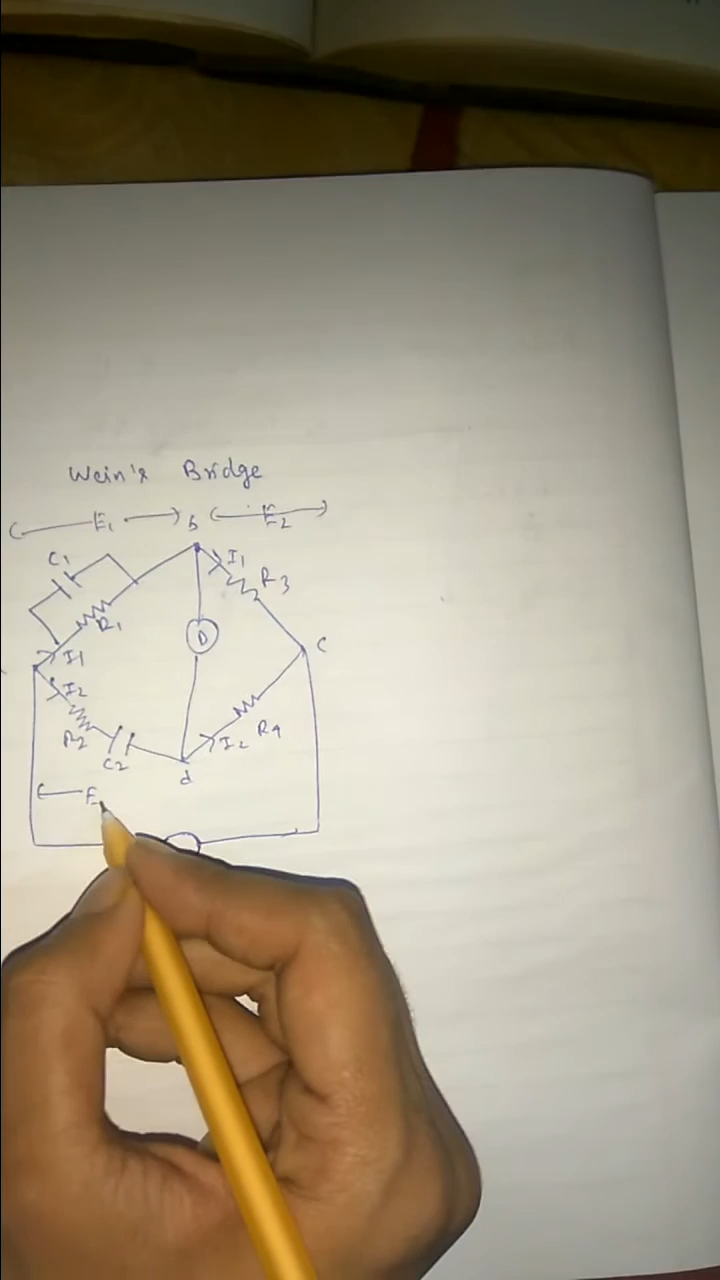 Wein's Bridge
E₁ b E₂
C₁ I₁ R₃
R₁
D C
I₁
I₂
R₂ C₂ I₂ R₄
d
E